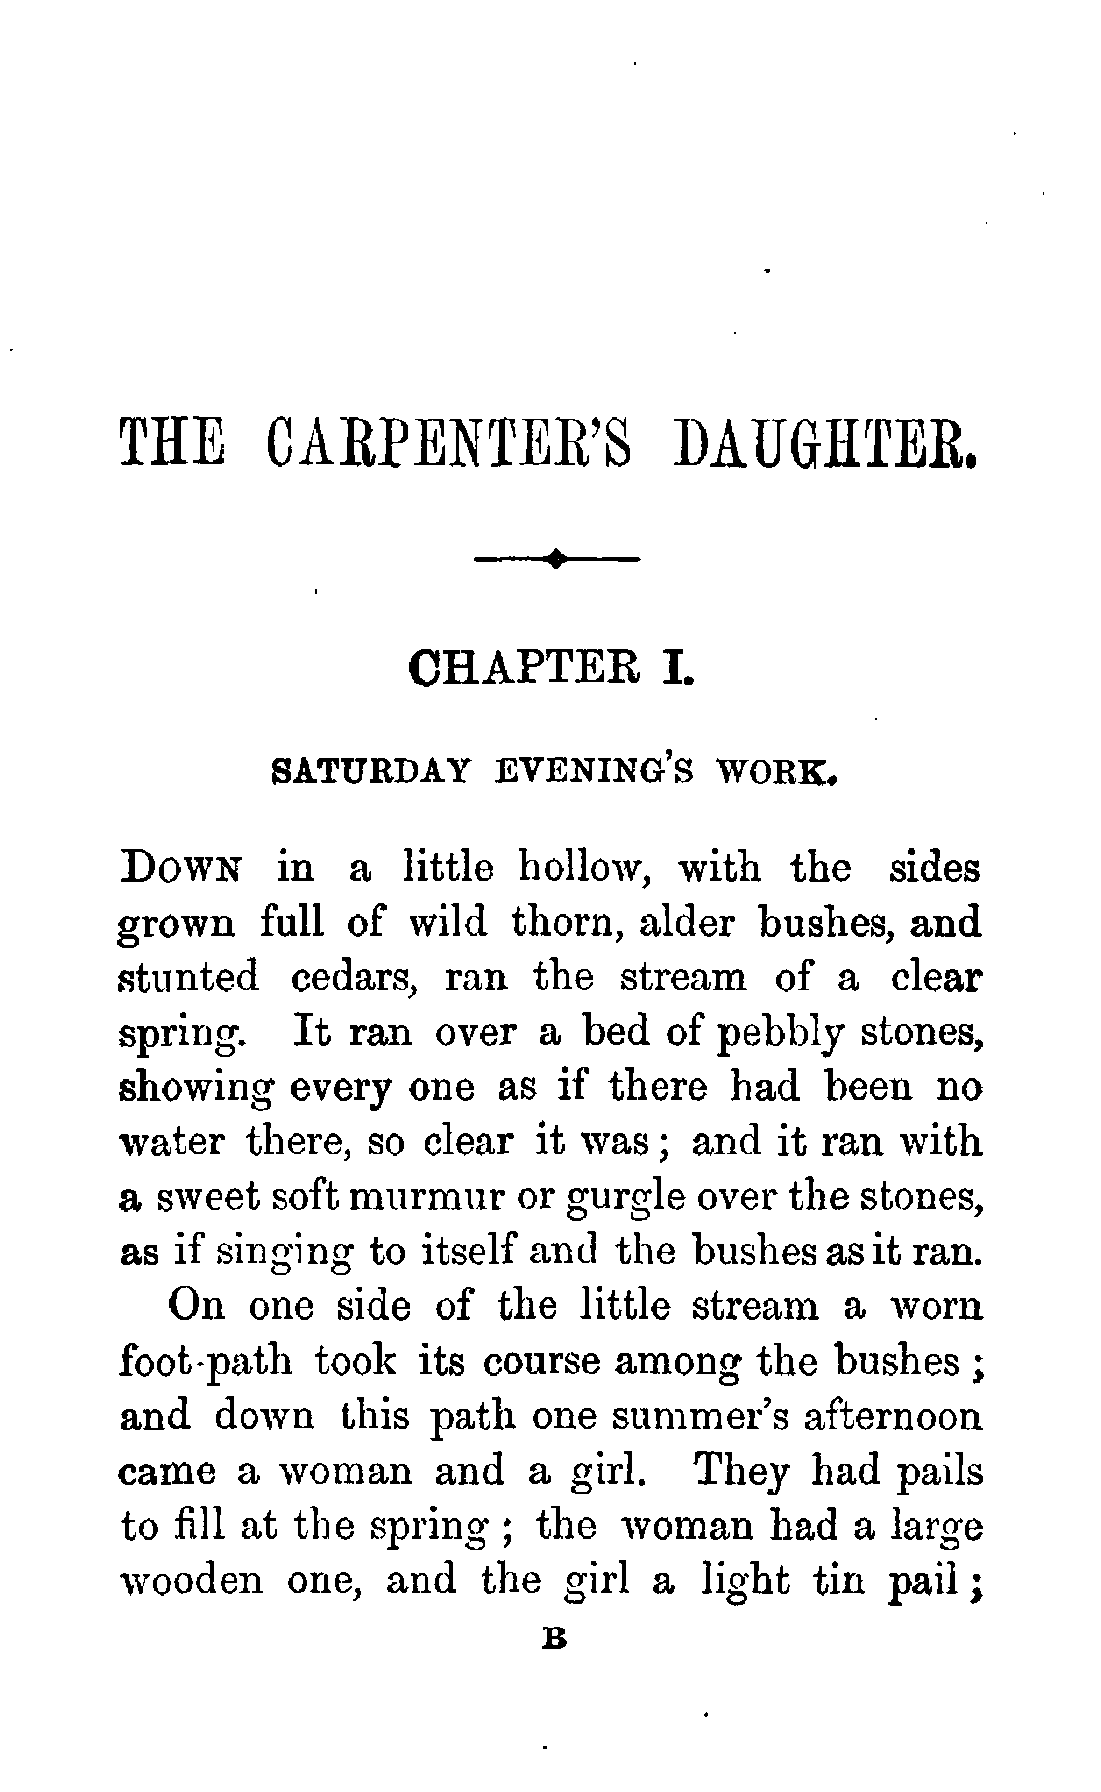 THE CARPENTER'S DAUGHTER.
CHAPTER I.
SATURDAY EVENING'S WORK.
DOWN in a little hollow, with the sides
grown full of wild thorn, alder bushes, and
stunted cedars, ran the stream of a clear
spring. It ran over a bed of pebbly stones,
showing every one as if there had been no
water there, so clear it was ; and it ran with
a sweet soft murmur or gurgle over the stones,
as if singing to itself and the bushes as it ran.
On one side of the little stream a worn
foot-path took its course among the bushes ;
and down this path one summer's afternoon
came a woman and a girl. They had pails
to fill at the spring ; the woman had a large
wooden one, and the girl a light tin pail ;
B